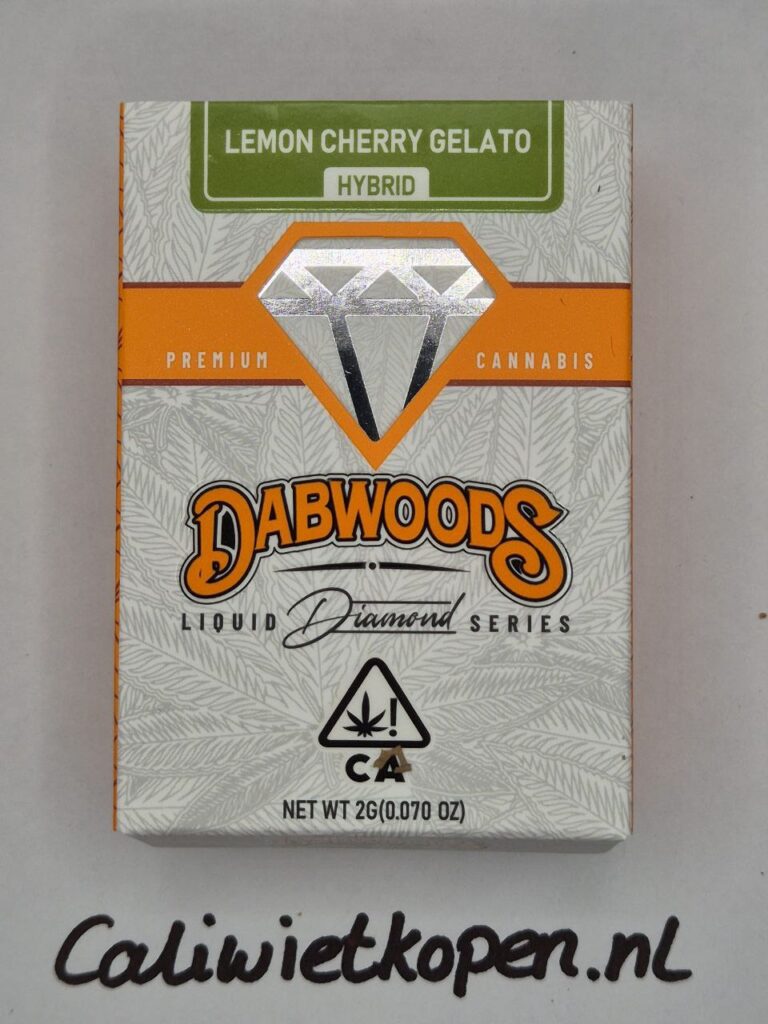 LEMON CHERRY GELATO
HYBRID
PREMIUM CANNABIS
DABWOODS
LIQUID Diamond SERIES
CA
NET WT 2G(0.070 OZ)
Caliwietkopen.nl